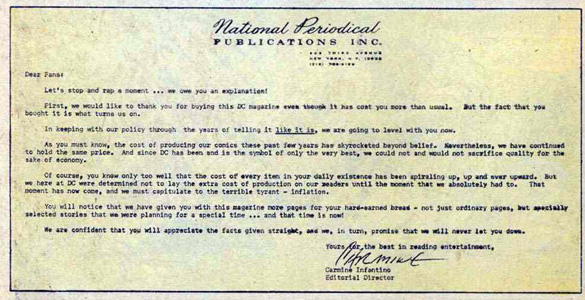 National Periodical
PUBLICATIONS INC.
909 THIRD AVENUE
NEW YORK, N.Y. 10022
Dear Fans:
Let's stop and rap a moment ... we owe you an explanation!
First, we would like to thank you for buying this DC magazine even though it has cost you more than usual. But the fact that you
bought it is what turns us on.
In keeping with our policy through the years of telling it like it is, we are going to level with you now.
As you must know, the cost of producing our comics these past few years has skyrocketed beyond belief. Nevertheless, we have continued
to hold the same price. And since DC has been and is the symbol of only the very best, we could not and would not sacrifice quality for the
sake of economy.
Of course, you know only too well that the cost of every item in your daily existence has been spiraling up, up and ever upward. But
we here at DC were determined not to lay the extra cost of production on our readers until the moment that we absolutely had to. That
moment has now come, and we must capitulate to the terrible tyrant - inflation.
You will notice that we have given you with this magazine more pages for your hard-earned bread - not just ordinary pages, but specially
selected stories that we were planning for a special time ... and that time is now!
We are confident that you will appreciate the facts given straight, and we, in turn, promise that we will never let you down.
Yours for the best in reading entertainment,
Carmine
Carmine Infantino
Editorial Director